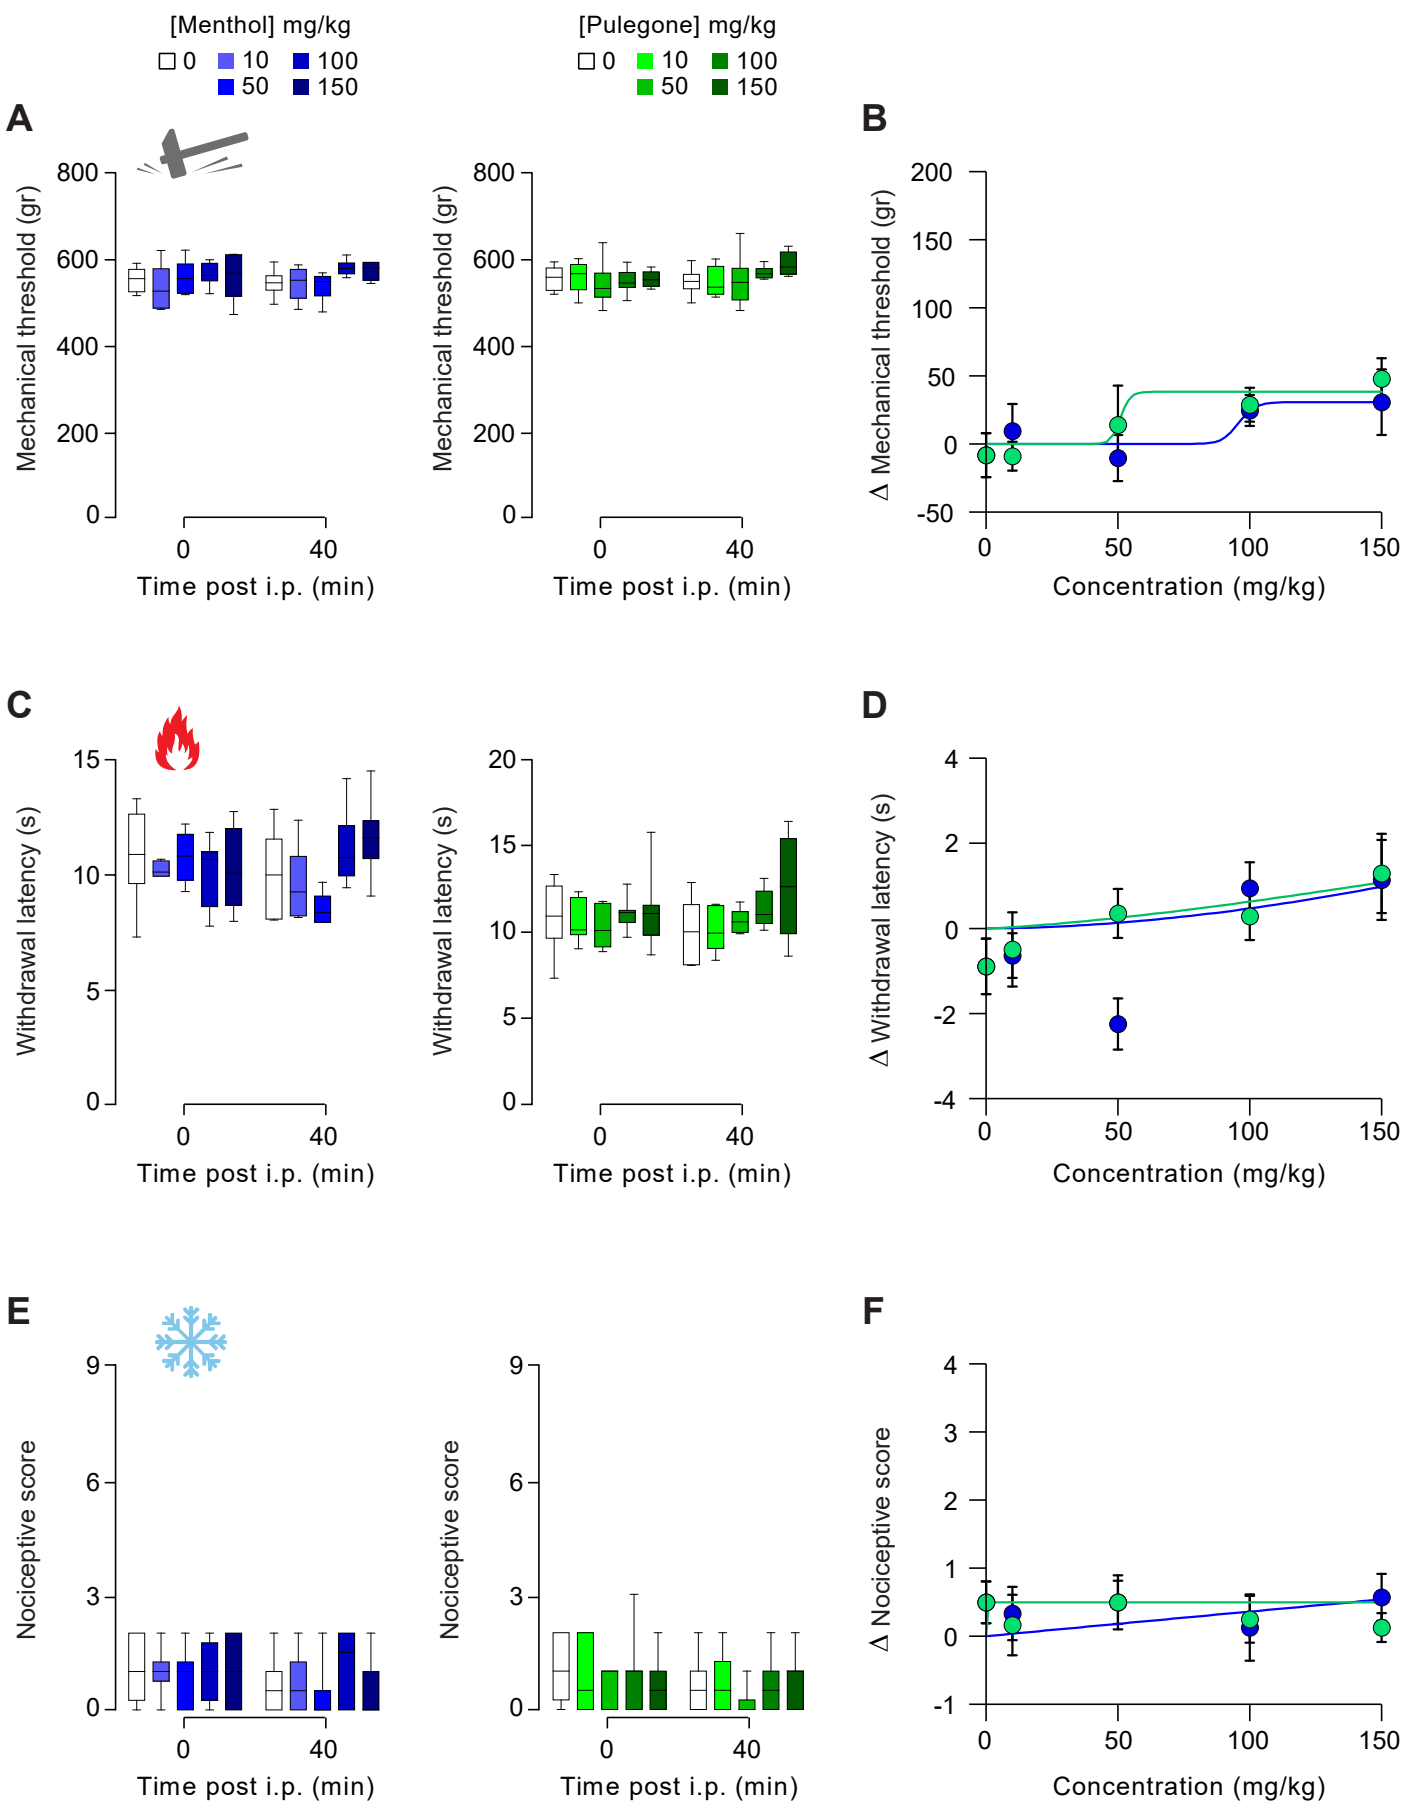 [Menthol] mg/kg
0 10 100
50 150
[Pulegone] mg/kg
0 10 100
50 150
A
Mechanical threshold (gr)
800
600
400
200
0
0 40
Time post i.p. (min)
Mechanical threshold (gr)
800
600
400
200
0
0 40
Time post i.p. (min)
B
Δ Mechanical threshold (gr)
200
150
100
50
0
-50
0 50 100 150
Concentration (mg/kg)
C
Withdrawal latency (s)
15
10
5
0
0 40
Time post i.p. (min)
Withdrawal latency (s)
20
15
10
5
0
0 40
Time post i.p. (min)
D
Δ Withdrawal latency (s)
4
2
0
-2
-4
0 50 100 150
Concentration (mg/kg)
E
Nociceptive score
9
6
3
0
0 40
Time post i.p. (min)
Nociceptive score
9
6
3
0
0 40
Time post i.p. (min)
F
Δ Nociceptive score
4
3
2
1
0
-1
0 50 100 150
Concentration (mg/kg)